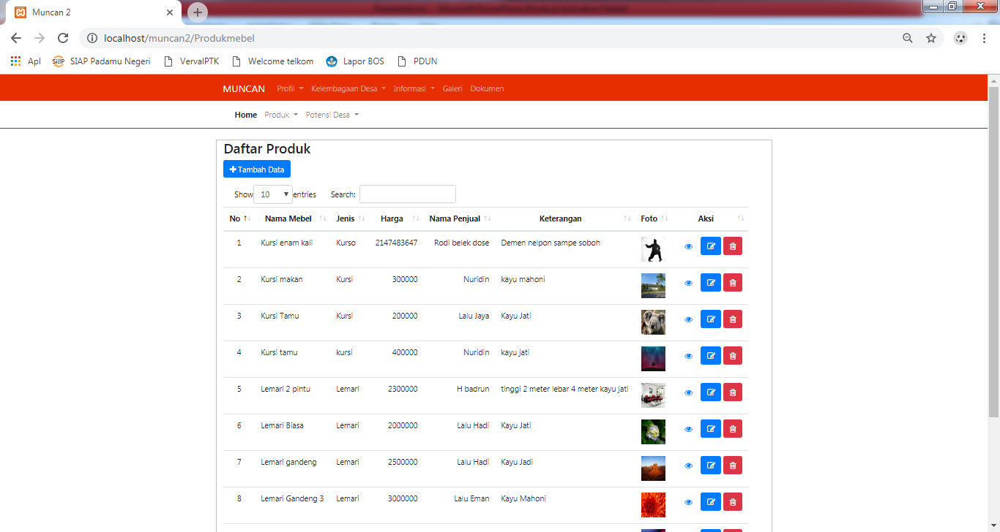 Muncan 2
localhost/muncan2/Produkmebel
Apl SIAP SIAP Padamu Negeri VervalPTK Welcome telkom Lapor BOS PDUN
MUNCAN Profil Kelembagaan Desa Informasi Galeri Dokumen
Home Produk Potensi Desa
Daftar Produk
Tambah Data
Show 10 entries Search:
No Nama Mebel Jenis Harga Nama Penjual Keterangan Foto Aksi
1 Kursi enam kali Kurso 2147483647 Rodi belek dose Demen nelpon sampe soboh
2 Kursi makan Kursi 300000 Nuridin kayu mahoni
3 Kursi Tamu Kursi 200000 Lalu Jaya Kayu Jati
4 Kursi tamu kursi 400000 Nuridin kayu jati
5 Lemari 2 pintu Lemari 2300000 H badrun tinggi 2 meter lebar 4 meter kayu jati
6 Lemari Biasa Lemari 2000000 Lalu Hadi Kayu Jati
7 Lemari gandeng Lemari 2500000 Lalu Hadi Kayu Jadi
8 Lemari Gandeng 3 Lemari 3000000 Lalu Eman Kayu Mahoni